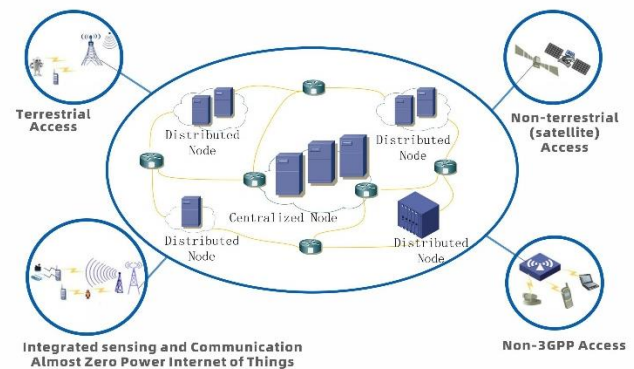 Terrestrial
Access
Non-terrestrial
(satellite)
Access
Distributed
Node
Distributed
Node
Centralized Node
Distributed
Node
Distributed
Node
Integrated sensing and Communication
Almost Zero Power Internet of Things
Non-3GPP Access